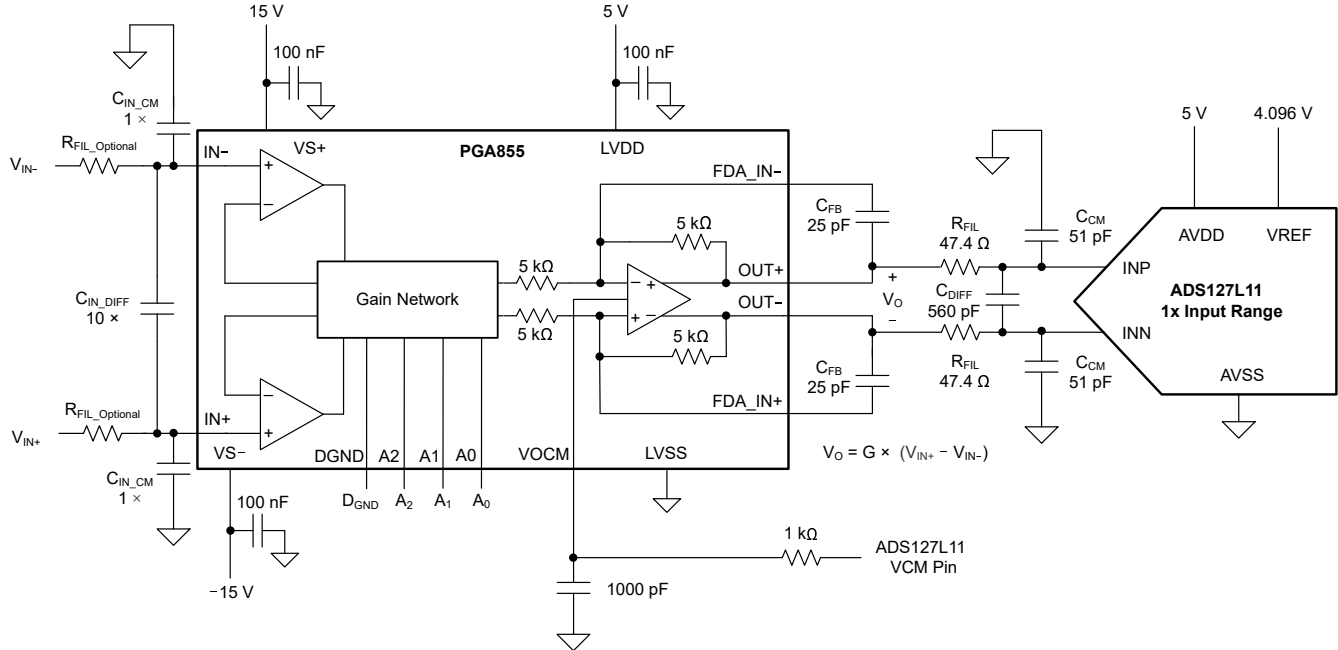 15 V
5 V
100 nF
100 nF
C_IN_CM
1 ×
5 V
4.096 V
R_FIL_Optional
IN−
VS+
PGA855
LVDD
V_IN−
FDA_IN−
C_FB
25 pF
R_FIL
47.4 Ω
C_CM
51 pF
AVDD
VREF
5 kΩ
5 kΩ
OUT+
INP
C_IN_DIFF
10 ×
Gain Network
+
V_O
−
C_DIFF
560 pF
ADS127L11
1x Input Range
OUT−
5 kΩ
5 kΩ
INN
C_FB
25 pF
R_FIL
47.4 Ω
C_CM
51 pF
AVSS
R_FIL_Optional
IN+
FDA_IN+
V_IN+
VS−
DGND
A2
A1
A0
VOCM
LVSS
V_O = G × (V_IN+ − V_IN−)
C_IN_CM
1 ×
100 nF
D_GND
A_2
A_1
A_0
1 kΩ
ADS127L11
VCM Pin
−15 V
1000 pF